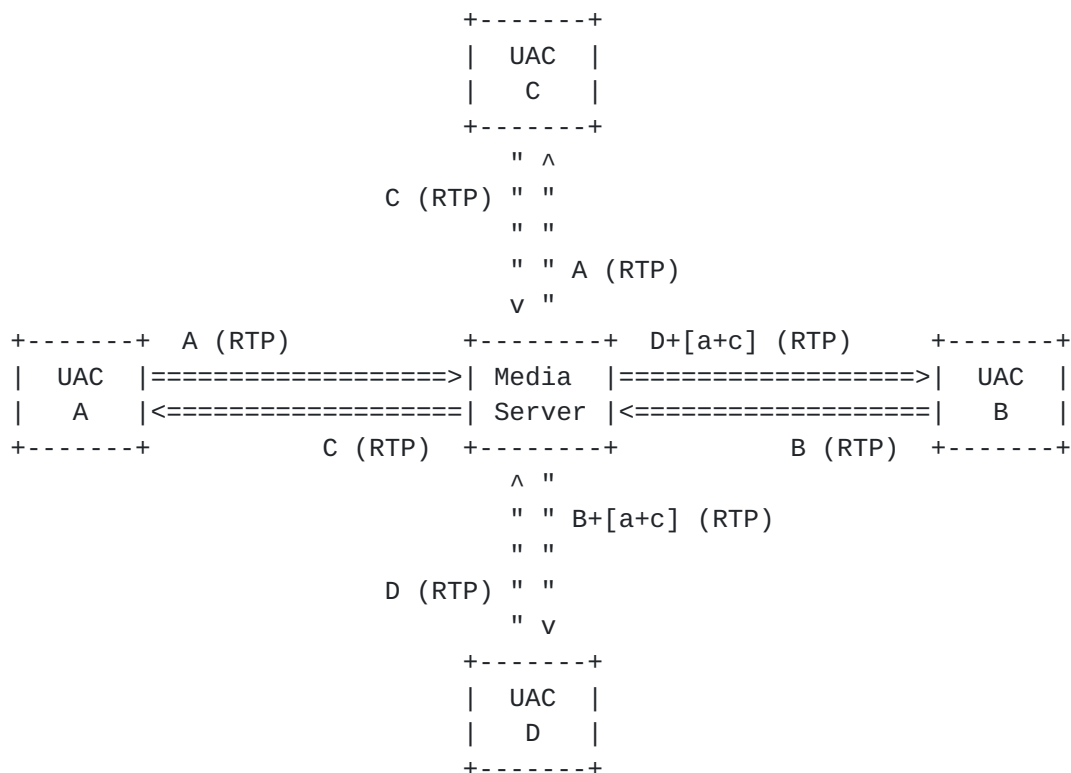 +-------+
|  UAC  |
|   C   |
+-------+
" ^
C (RTP) " "
" "
" " A (RTP)
v "
+-------+  A (RTP)           +--------+  D+[a+c] (RTP)     +-------+
|  UAC  |===================>| Media  |===================>|  UAC  |
|   A   |<===================| Server |<===================|   B   |
+-------+           C (RTP)  +--------+           B (RTP)  +-------+
^ "
" " B+[a+c] (RTP)
" "
D (RTP) " "
" v
+-------+
|  UAC  |
|   D   |
+-------+